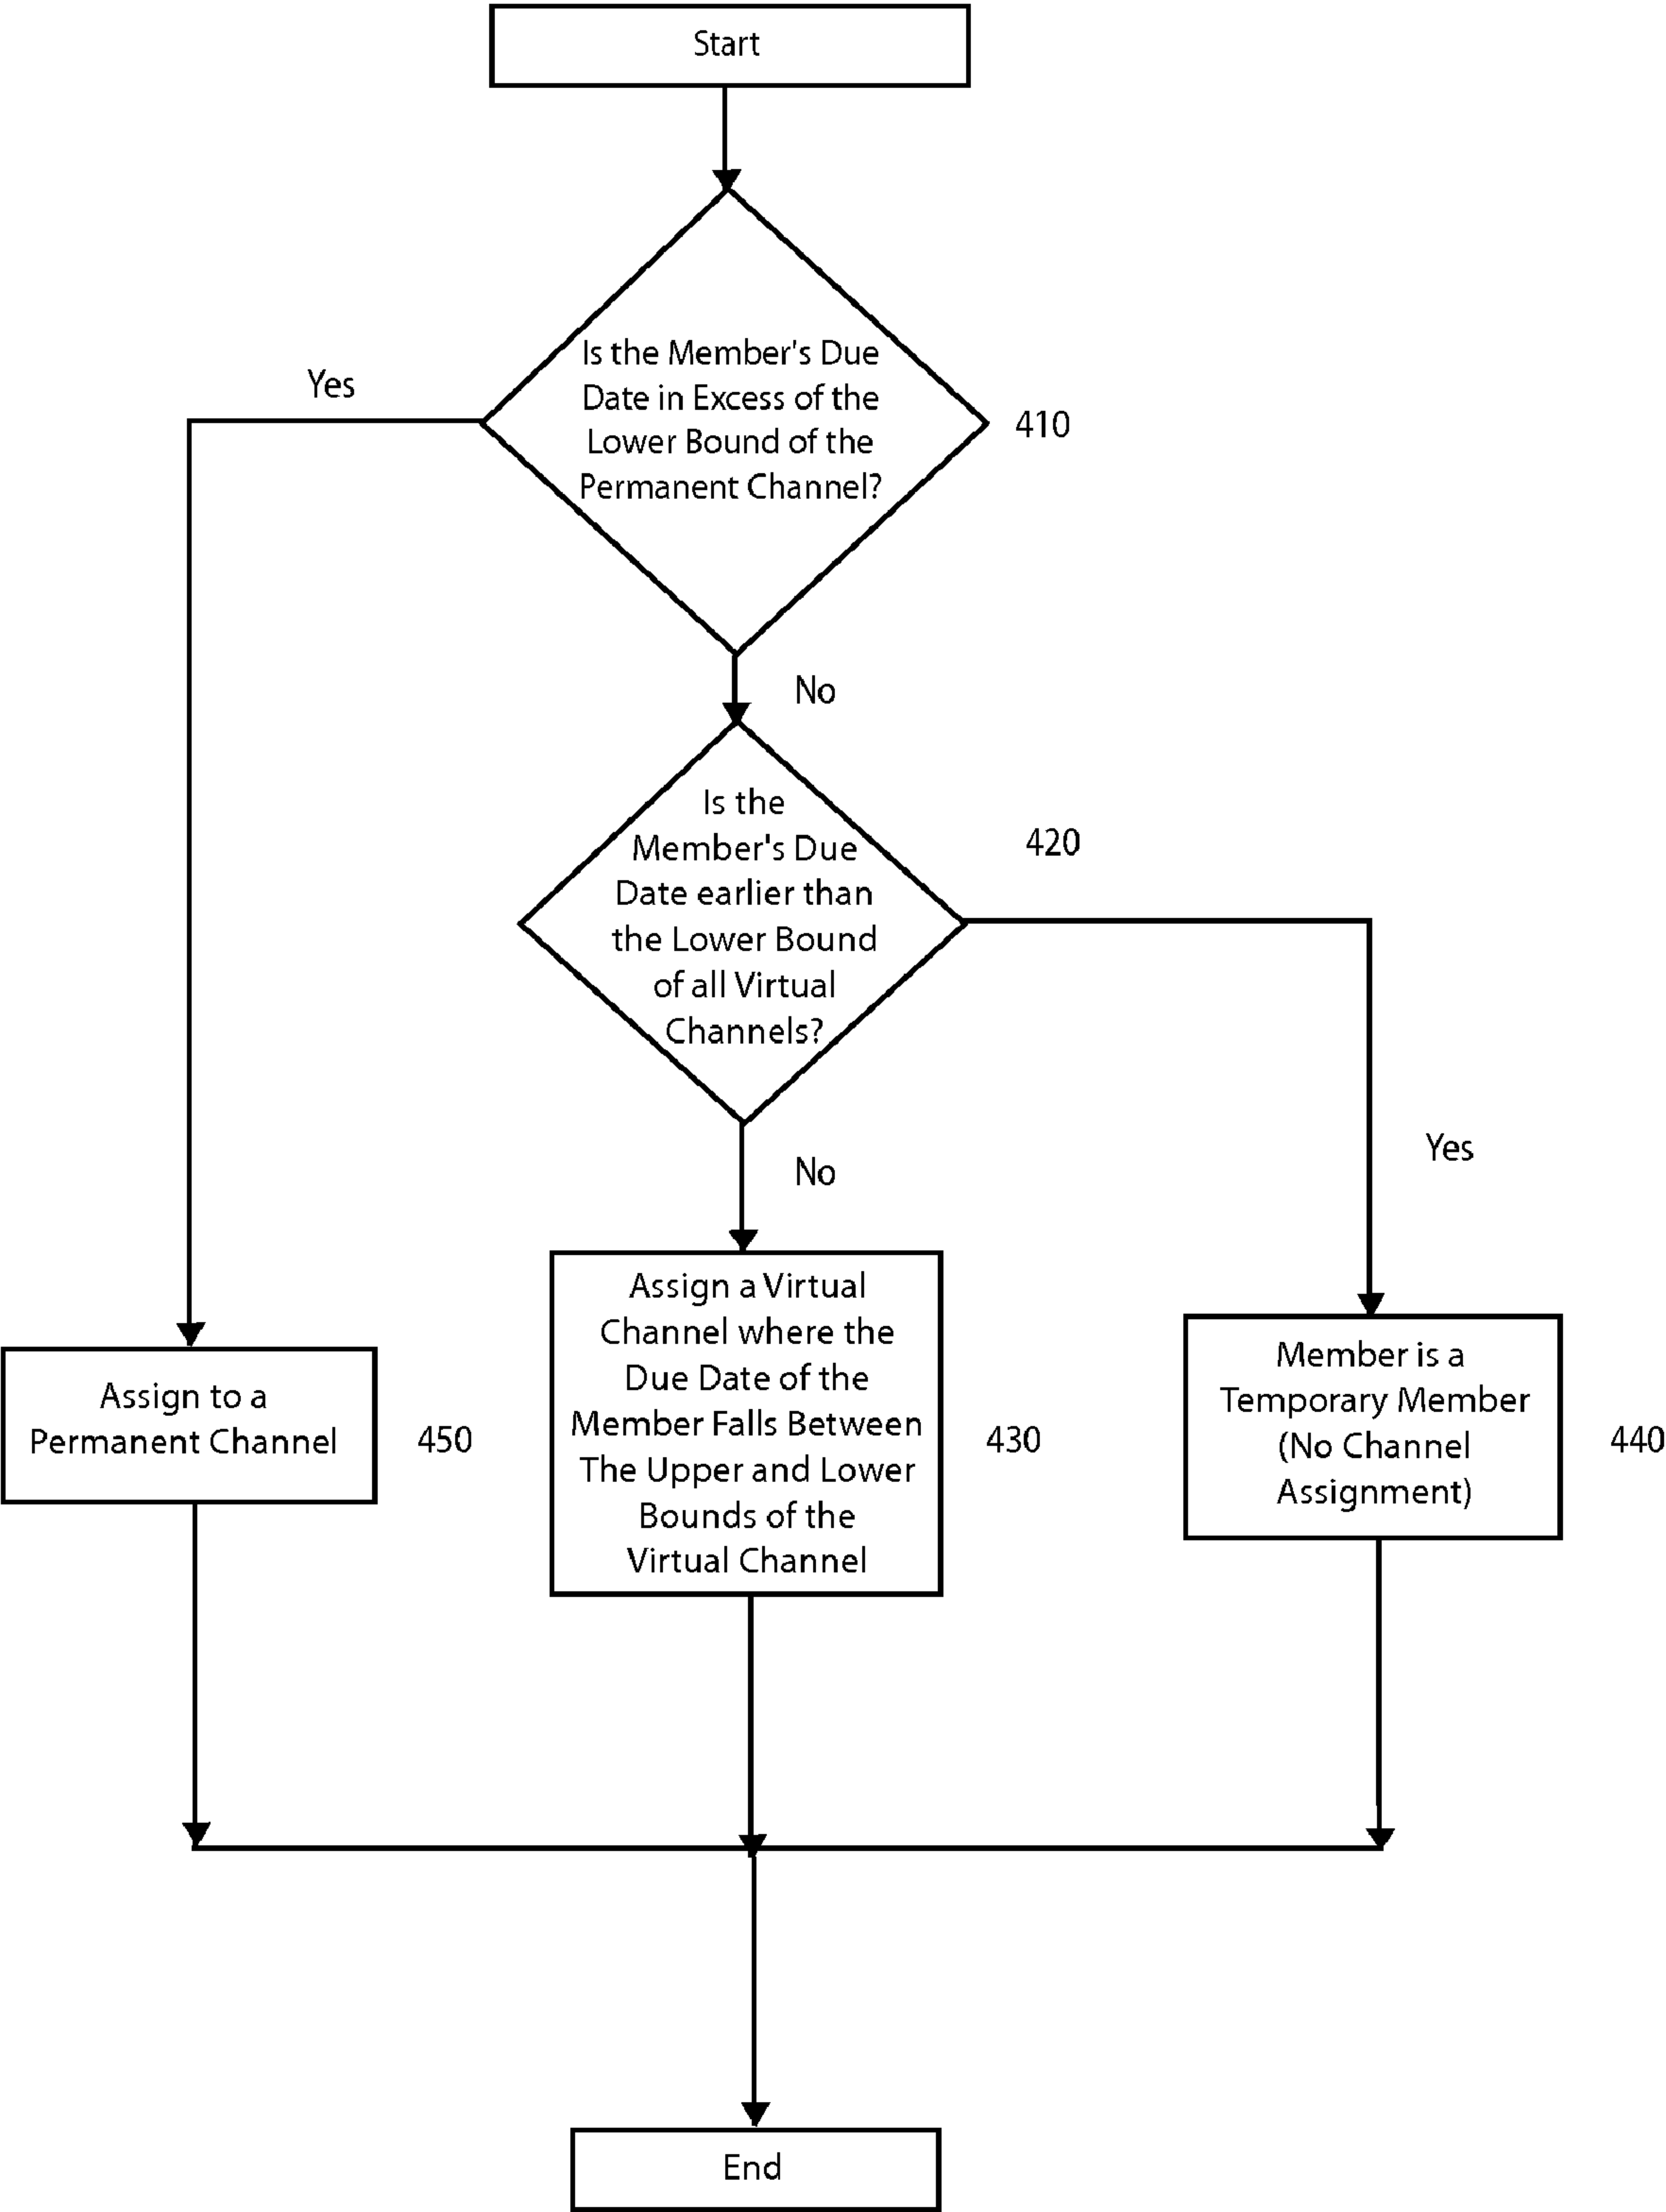 Start
Is the Member's Due
Date in Excess of the
Lower Bound of the
Permanent Channel?
Yes
410
No
Is the
Member's Due
Date earlier than
the Lower Bound
of all Virtual
Channels?
420
Yes
No
Assign to a
Permanent Channel
450
Assign a Virtual
Channel where the
Due Date of the
Member Falls Between
The Upper and Lower
Bounds of the
Virtual Channel
430
Member is a
Temporary Member
(No Channel
Assignment)
440
End